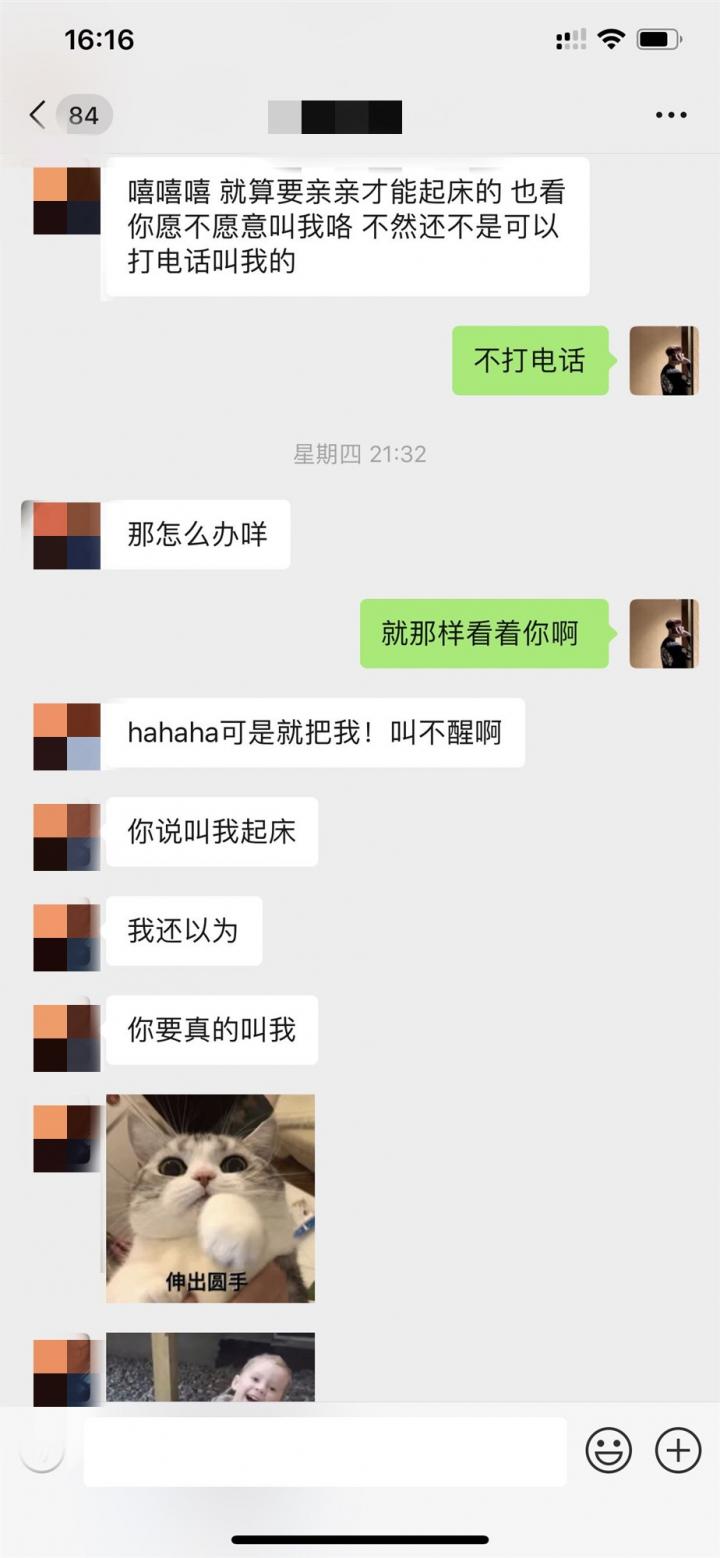 16:16
84
嘻嘻嘻 就算要亲亲才能起床的 也看
你愿不愿意叫我咯 不然还不是可以
打电话叫我的
不打电话
星期四 21:32
那怎么办咩
就那样看着你啊
hahaha可是就把我！叫不醒啊
你说叫我起床
我还以为
你要真的叫我
伸出圆手